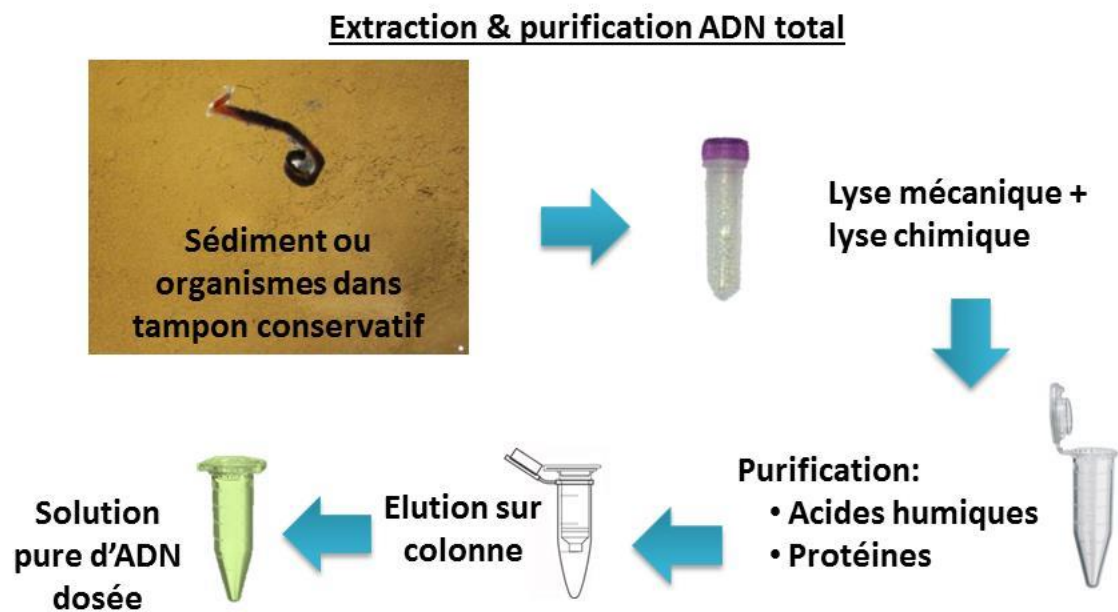 Extraction & purification ADN total
Sédiment ou
organismes dans
tampon conservatif
Lyse mécanique +
lyse chimique
Purification:
• Acides humiques
• Protéines
Elution sur
colonne
Solution
pure d'ADN
dosée